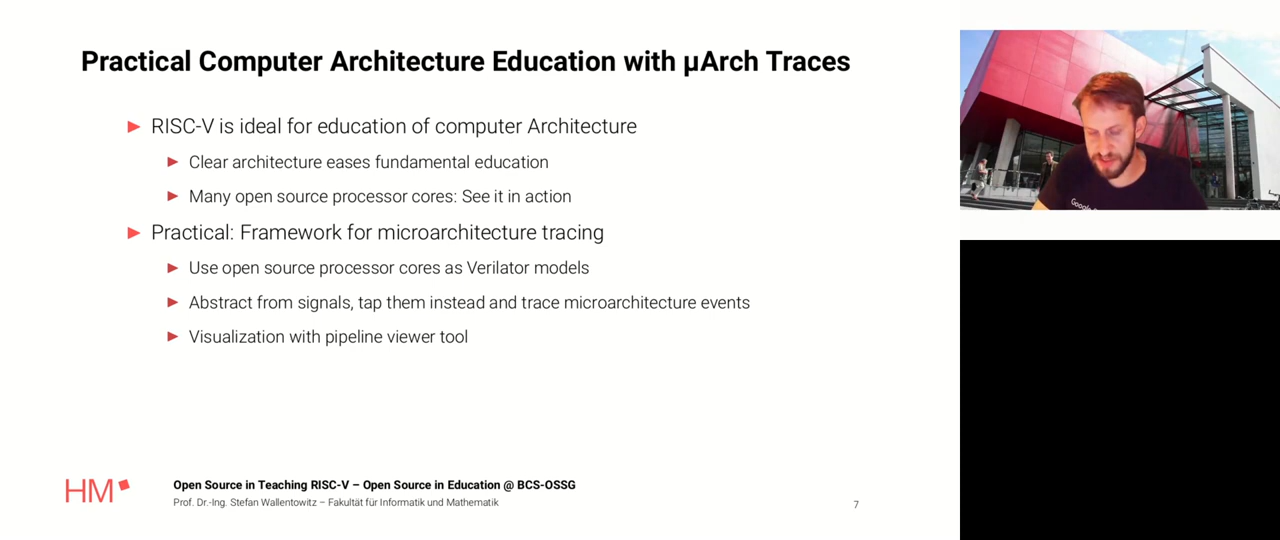 Practical Computer Architecture Education with µArch Traces
RISC-V is ideal for education of computer Architecture
Clear architecture eases fundamental education
Many open source processor cores: See it in action
Practical: Framework for microarchitecture tracing
Use open source processor cores as Verilator models
Abstract from signals, tap them instead and trace microarchitecture events
Visualization with pipeline viewer tool
HM
Open Source in Teaching RISC-V – Open Source in Education @ BCS-OSSG
Prof. Dr.-Ing. Stefan Wallentowitz – Fakultät für Informatik und Mathematik
7
Google